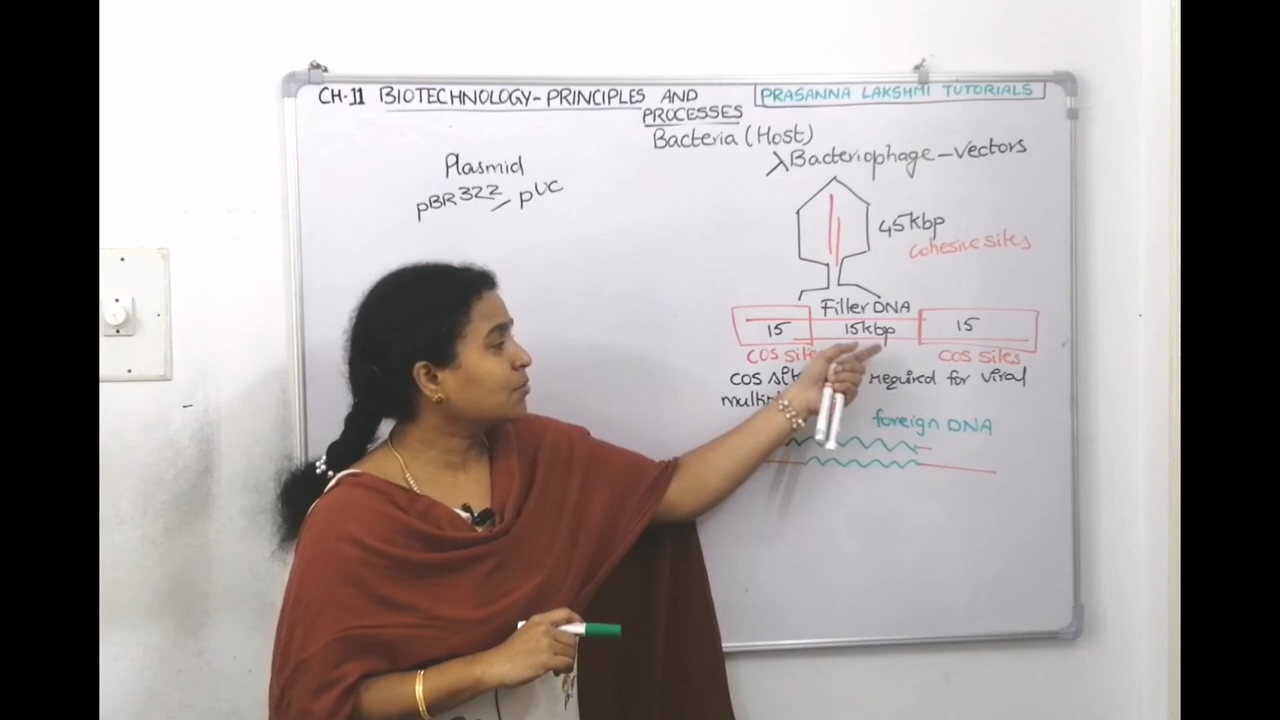 CH-11 BIOTECHNOLOGY-PRINCIPLES AND
PROCESSES
PRASANNA LAKSHMI TUTORIALS
Bacteria (Host)
Plasmid
pBR322, pUC
λ Bacteriophage-Vectors
45kbp
Cohesive sites
Filler DNA
15 15kbp 15
COS sites
COS required for viral
foreign DNA